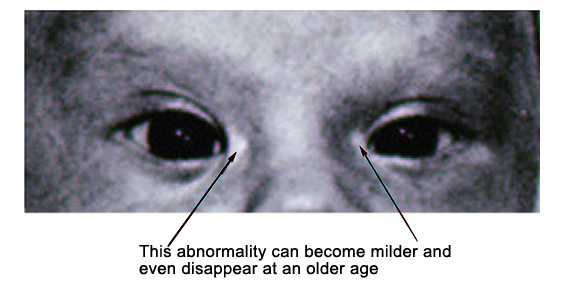 This abnormality can become milder and
even disappear at an older age